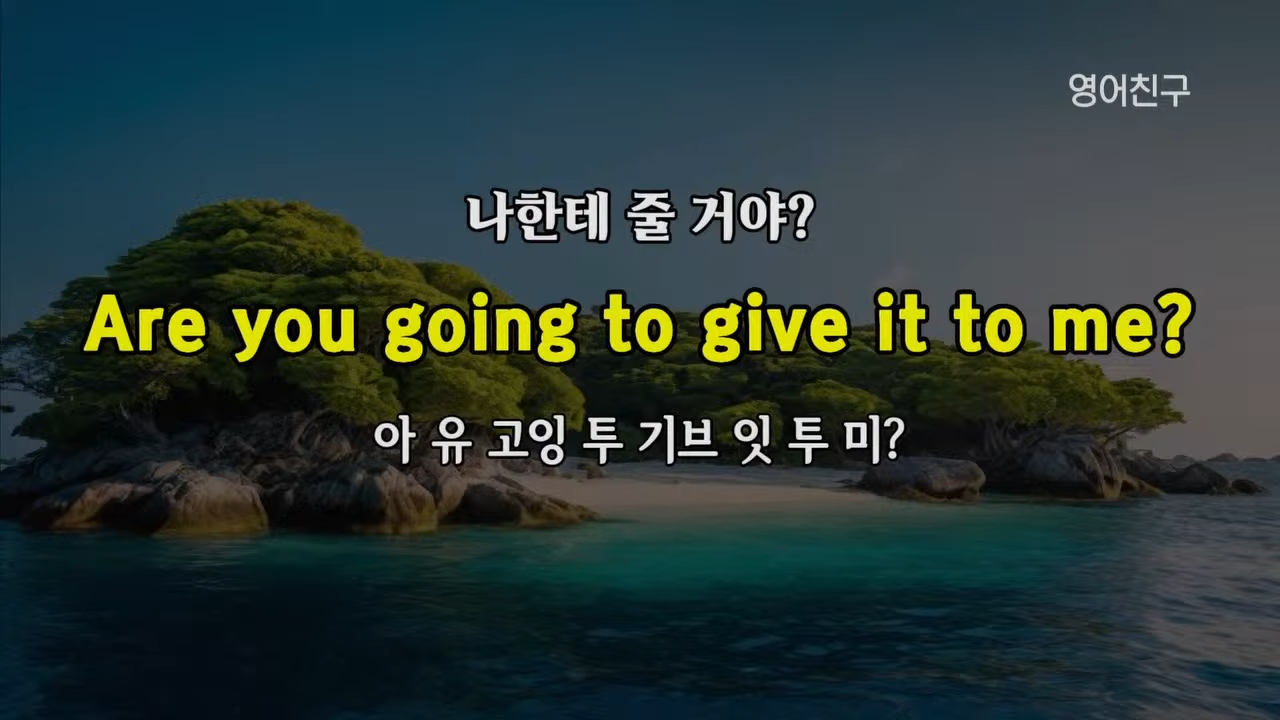 영어친구
나한테 줄 거야?
Are you going to give it to me?
아 유 고잉 투 기브 잇 투 미?